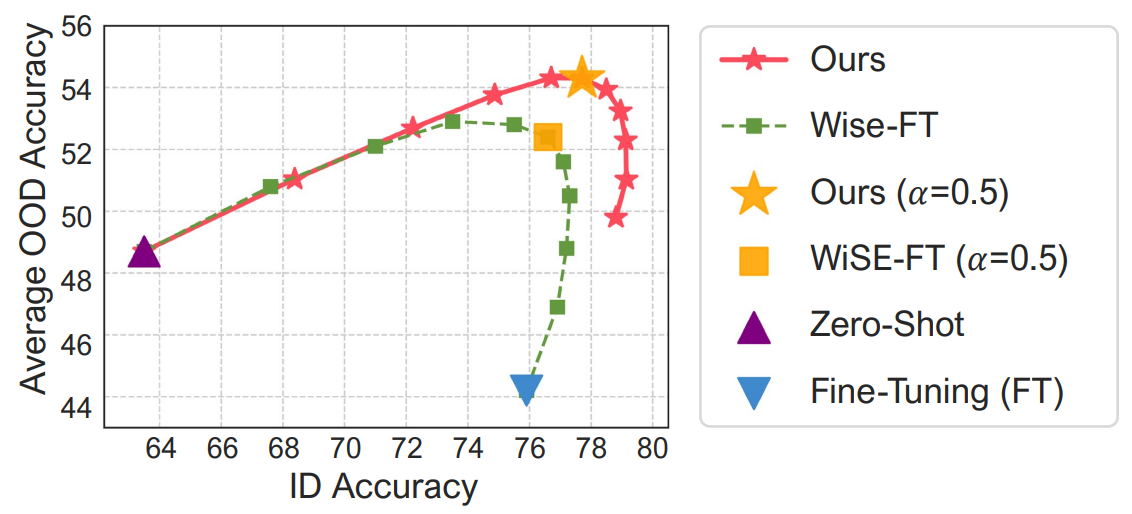 Average OOD Accuracy
56
54
52
50
48
46
44
64 66 68 70 72 74 76 78 80
ID Accuracy
Ours
Wise-FT
Ours (α=0.5)
WiSE-FT (α=0.5)
Zero-Shot
Fine-Tuning (FT)